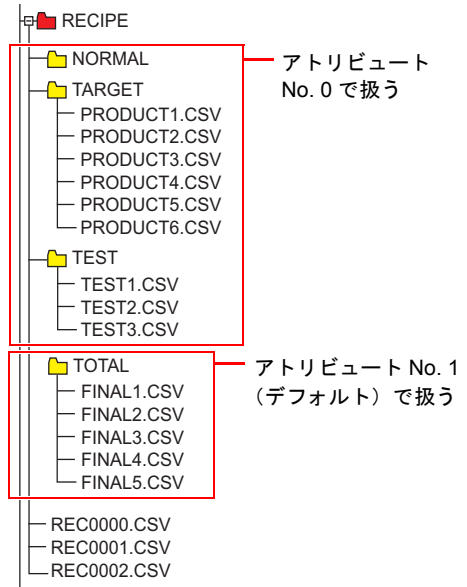 RECIPE
NORMAL
アトリビュート
No. 0 で扱う
TARGET
PRODUCT1.CSV
PRODUCT2.CSV
PRODUCT3.CSV
PRODUCT4.CSV
PRODUCT5.CSV
PRODUCT6.CSV
TEST
TEST1.CSV
TEST2.CSV
TEST3.CSV
TOTAL
アトリビュート No. 1
（デフォルト）で扱う
FINAL1.CSV
FINAL2.CSV
FINAL3.CSV
FINAL4.CSV
FINAL5.CSV
REC0000.CSV
REC0001.CSV
REC0002.CSV